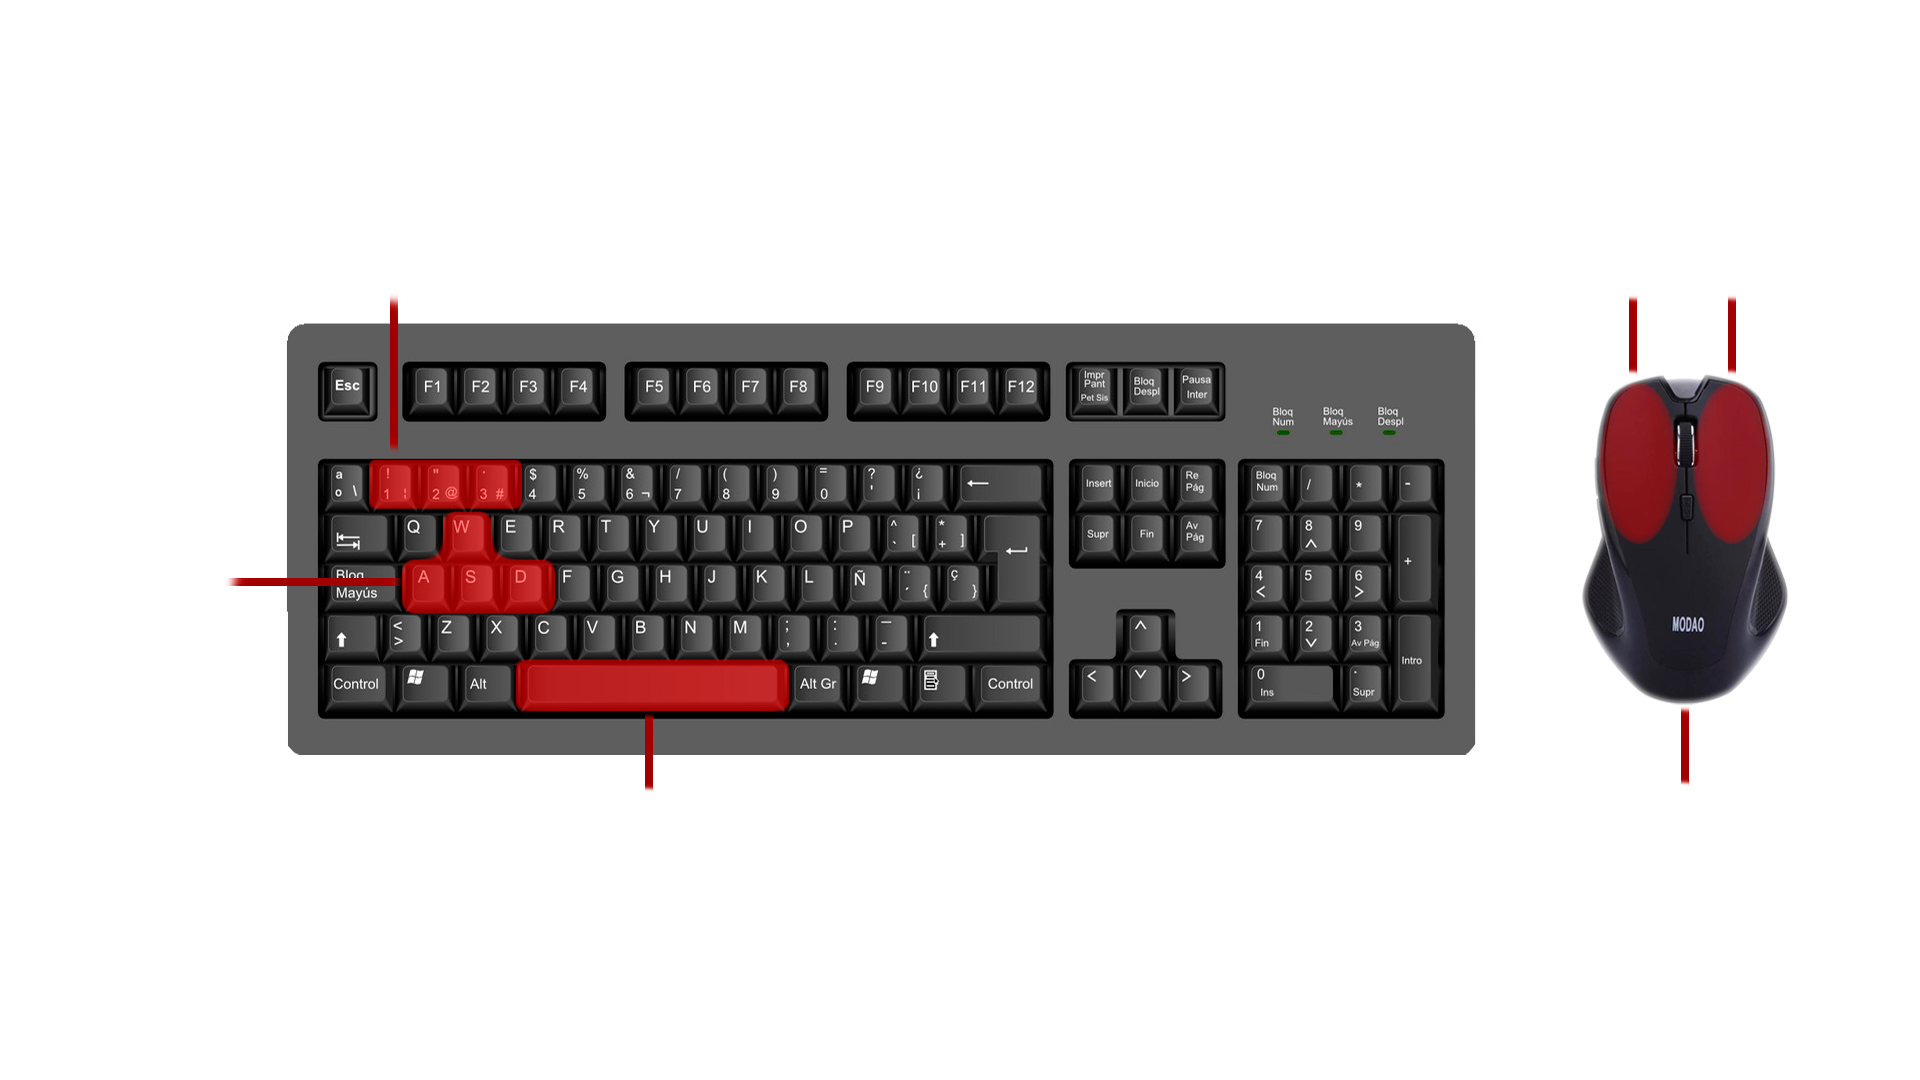 Esc F1 F2 F3 F4 F5 F6 F7 F8 F9 F10 F11 F12
Impr
Pant
Pet Sis
Bloq
Despl
Pausa
Inter
Bloq
Num
Bloq
Mayús
Bloq
Despl
a ! " · $ % & / ( ) = ? ¿
º \ 1 ¦ 2 @ 3 # 4 5 6 ¬ 7 8 9 0 ' ¡
Insert Inicio
Re
Pág
Bloq
Num
/ * -
Q W E R T Y U I O P ^ *
` [ + ]
Supr Fin
Av
Pág
7 8 9
+
Bloq
Mayús
A S D F G H J K L Ñ ¨ ç
´ { }
4 5 6
< >
< Z X C V B N M ; : _
> , . -
1 2 3
Fin Av Pág
Intro
Control Alt Alt Gr Control
0 .
Ins Supr
MODAO